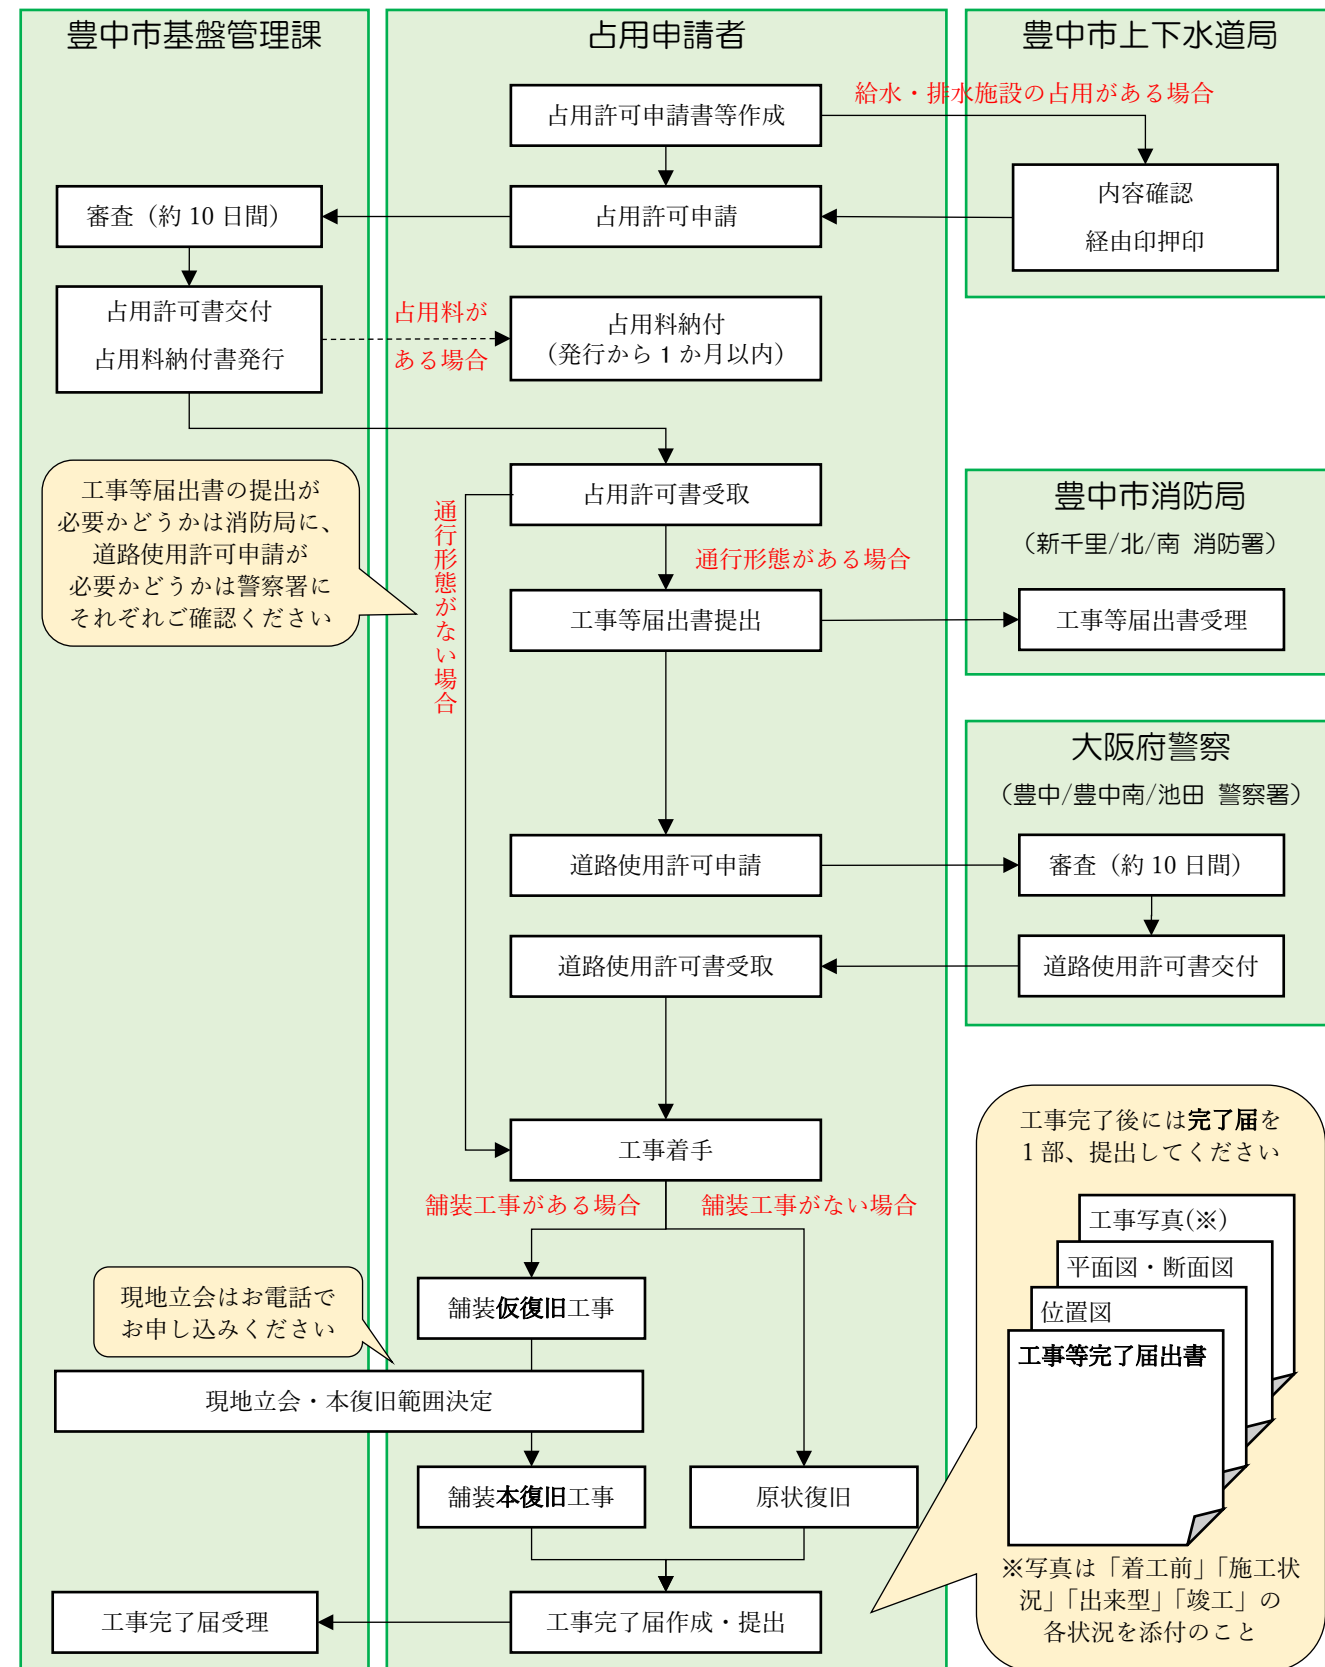 豊中市基盤管理課
占用申請者
豊中市上下水道局
占用許可申請書等作成
給水・排水施設の占用がある場合
内容確認
経由印押印
占用許可申請
審査（約 10 日間）
占用許可書交付
占用料納付書発行
占用料が
ある場合
占用料納付
（発行から 1 か月以内）
占用許可書受取
工事等届出書の提出が
必要かどうかは消防局に、
道路使用許可申請が
必要かどうかは警察署に
それぞれご確認ください
通行形態がない場合
通行形態がある場合
豊中市消防局
（新千里/北/南 消防署）
工事等届出書提出
工事等届出書受理
大阪府警察
（豊中/豊中南/池田 警察署）
道路使用許可申請
審査（約 10 日間）
道路使用許可書受取
道路使用許可書交付
工事着手
舗装工事がある場合
舗装工事がない場合
舗装仮復旧工事
現地立会はお電話で
お申し込みください
現地立会・本復旧範囲決定
舗装本復旧工事
原状復旧
工事完了届受理
工事完了届作成・提出
工事完了後には完了届を
1 部、提出してください
工事写真(※)
平面図・断面図
位置図
工事等完了届出書
※写真は「着工前」「施工状
況」「出来型」「竣工」の
各状況を添付のこと